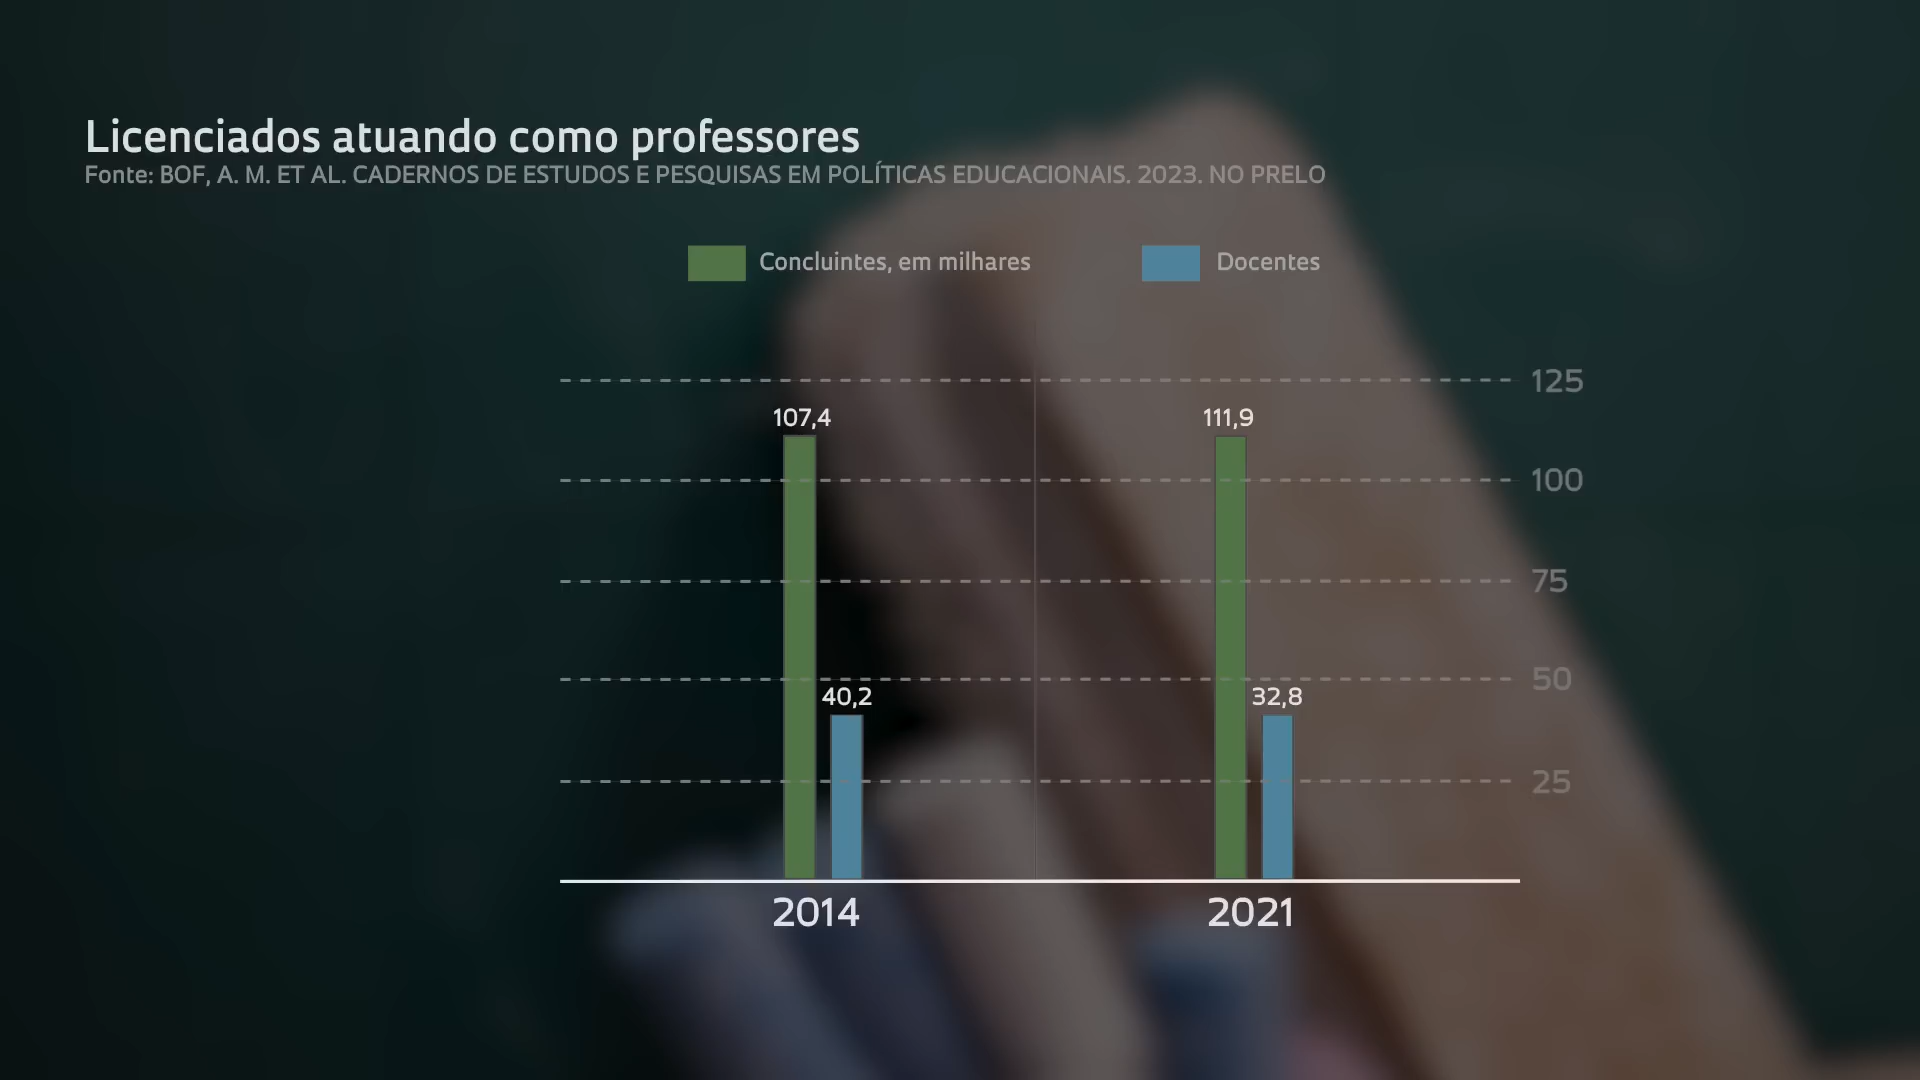 Licenciados atuando como professores
Fonte: BOF, A. M. ET AL. CADERNOS DE ESTUDOS E PESQUISAS EM POLÍTICAS EDUCACIONAIS. 2023. NO PRELO
Concluintes, em milhares
Docentes
125
107,4
111,9
100
75
50
40,2
32,8
25
2014
2021